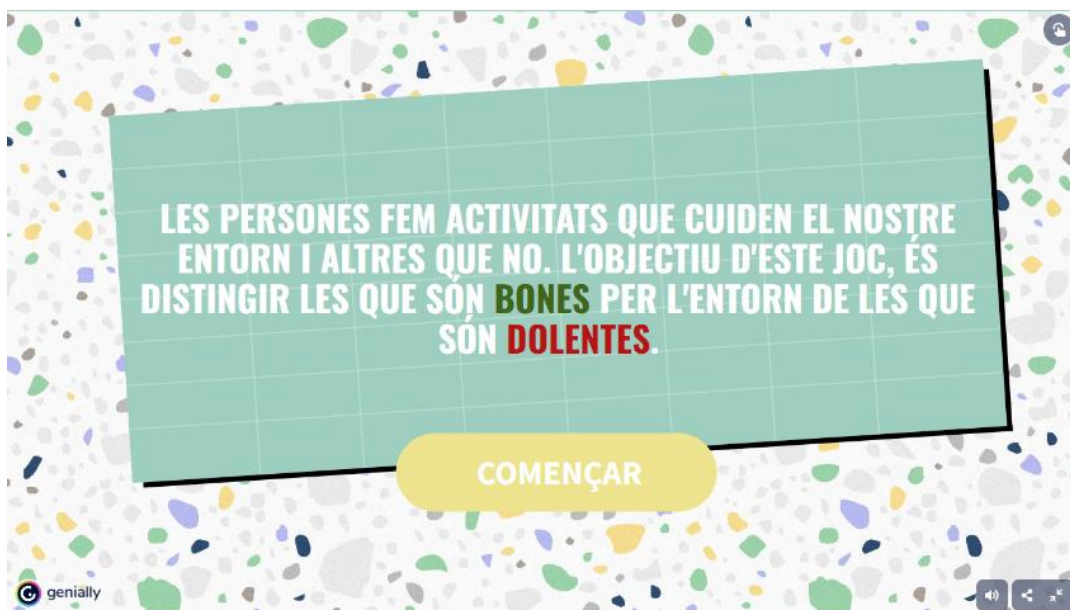 LES PERSONES FEM ACTIVITATS QUE CUIDEN EL NOSTRE
ENTORN I ALTRES QUE NO. L'OBJECTIU D'ESTE JOC, ÉS
DISTINGIR LES QUE SÓN BONES PER L'ENTORN DE LES QUE
SÓN DOLENTES.
COMENÇAR
genially